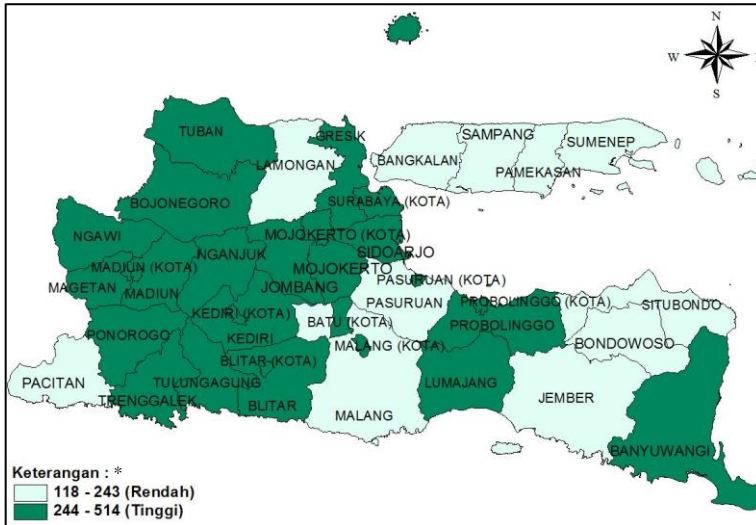 N
W
S
TUBAN
GRESIK
LAMONGAN
BANGKALAN
SAMPANG
SUMENEP
PAMEKASAN
BOJONEGORO
SURABAYA (KOTA)
NGAWI
MOJOKERTO (KOTA)
NGANJUK
SIDOARJO
MADIUN (KOTA)
MOJOKERTO
MAGETAN
MADIUN
JOMBANG
PASURUAN (KOTA)
PASURUAN
PROBOLINGGO (KOTA)
SITUBONDO
KEDIRI (KOTA)
BATU (KOTA)
PROBOLINGGO
PONOROGO
KEDIRI
MALANG (KOTA)
BONDOWOSO
BLITAR (KOTA)
PACITAN
TULUNGAGUNG
LUMAJANG
TRENGGALEK
BLITAR
MALANG
JEMBER
BANYUWANGI
Keterangan : *
118 - 243 (Rendah)
244 - 514 (Tinggi)